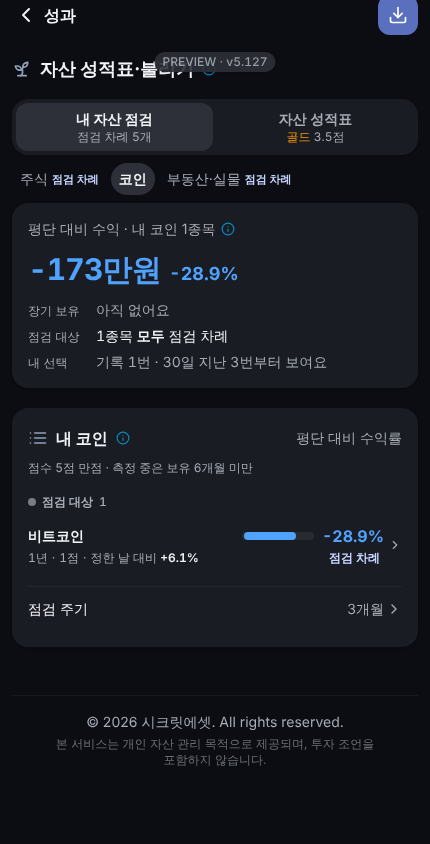 성과
PREVIEW · v5.127
자산 성적표·불리기
내 자산 점검
점검 차례 5개
자산 성적표
골드 3.5점
주식 점검 차례
코인
부동산·실물 점검 차례
평단 대비 수익 · 내 코인 1종목
-173만원 -28.9%
장기 보유 아직 없어요
점검 대상 1종목 모두 점검 차례
내 선택 기록 1번 · 30일 지난 3번부터 보여요
내 코인
평단 대비 수익률
점수 5점 만점 · 측정 중은 보유 6개월 미만
점검 대상 1
비트코인 -28.9%
1년 · 1점 · 정한 날 대비 +6.1% 점검 차례
점검 주기 3개월
© 2026 시크릿에셋. All rights reserved.
본 서비스는 개인 자산 관리 목적으로 제공되며, 투자 조언을
포함하지 않습니다.